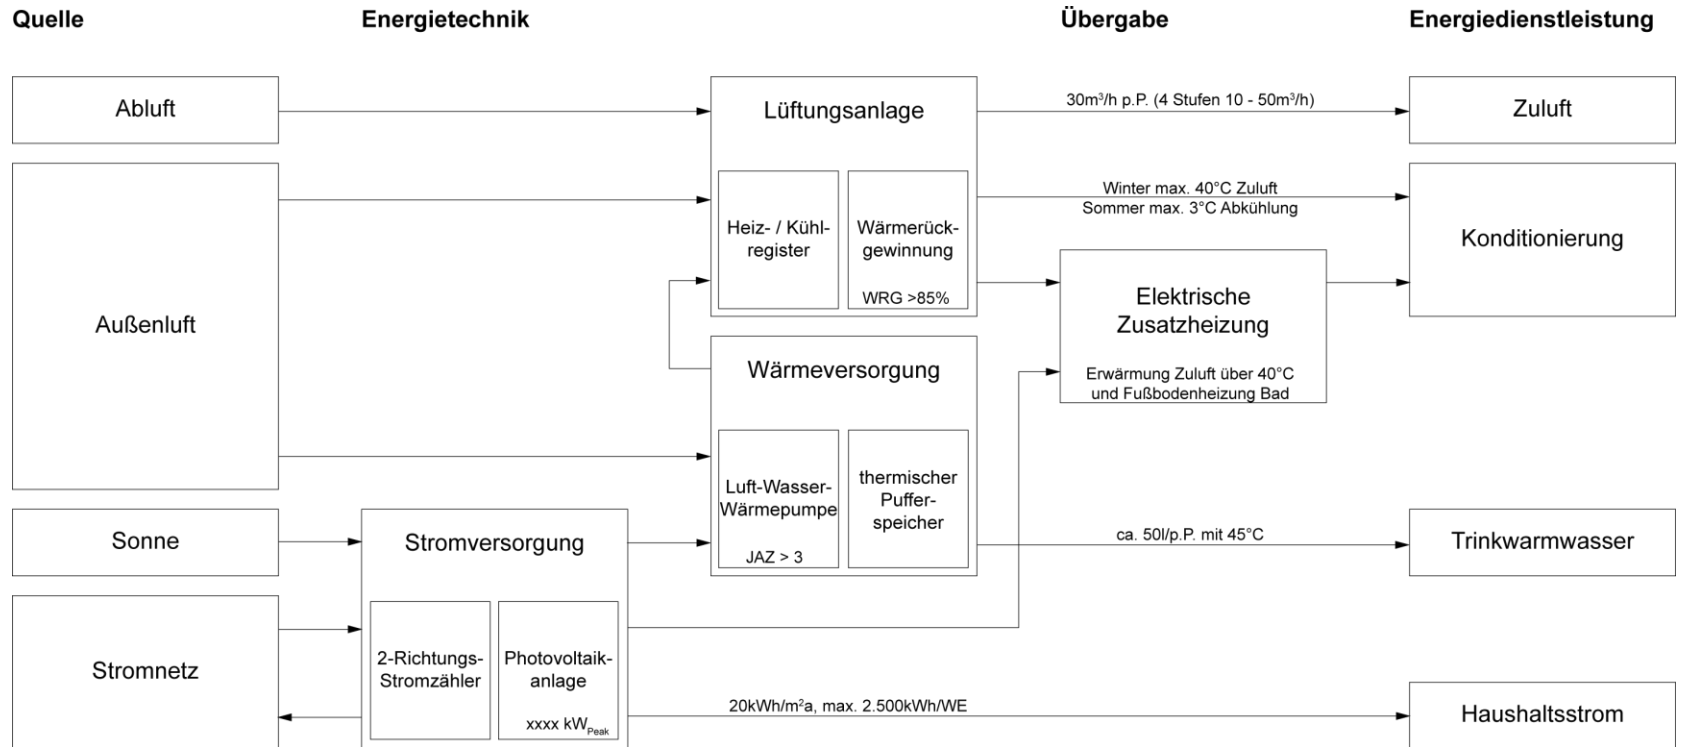 Quelle
Energietechnik
Übergabe
Energiedienstleistung
Abluft
Lüftungsanlage
30m³/h p.P. (4 Stufen 10 - 50m³/h)
Zuluft
Außenluft
Heiz- / Kühl-
register
Wärmerück-
gewinnung
WRG >85%
Winter max. 40°C Zuluft
Sommer max. 3°C Abkühlung
Konditionierung
Elektrische
Zusatzheizung
Erwärmung Zuluft über 40°C
und Fußbodenheizung Bad
Wärmeversorgung
Luft-Wasser-
Wärmepumpe
JAZ > 3
thermischer
Puffer-
speicher
Sonne
Stromversorgung
ca. 50l/p.P. mit 45°C
Trinkwarmwasser
Stromnetz
2-Richtungs-
Stromzähler
Photovoltaik-
anlage
xxxx kWPeak
20kWh/m²a, max. 2.500kWh/WE
Haushaltsstrom